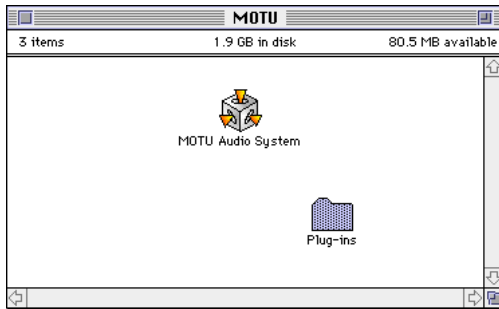 MOTU
3 items 1.9 GB in disk 80.5 MB available
MOTU Audio System
Plug-ins